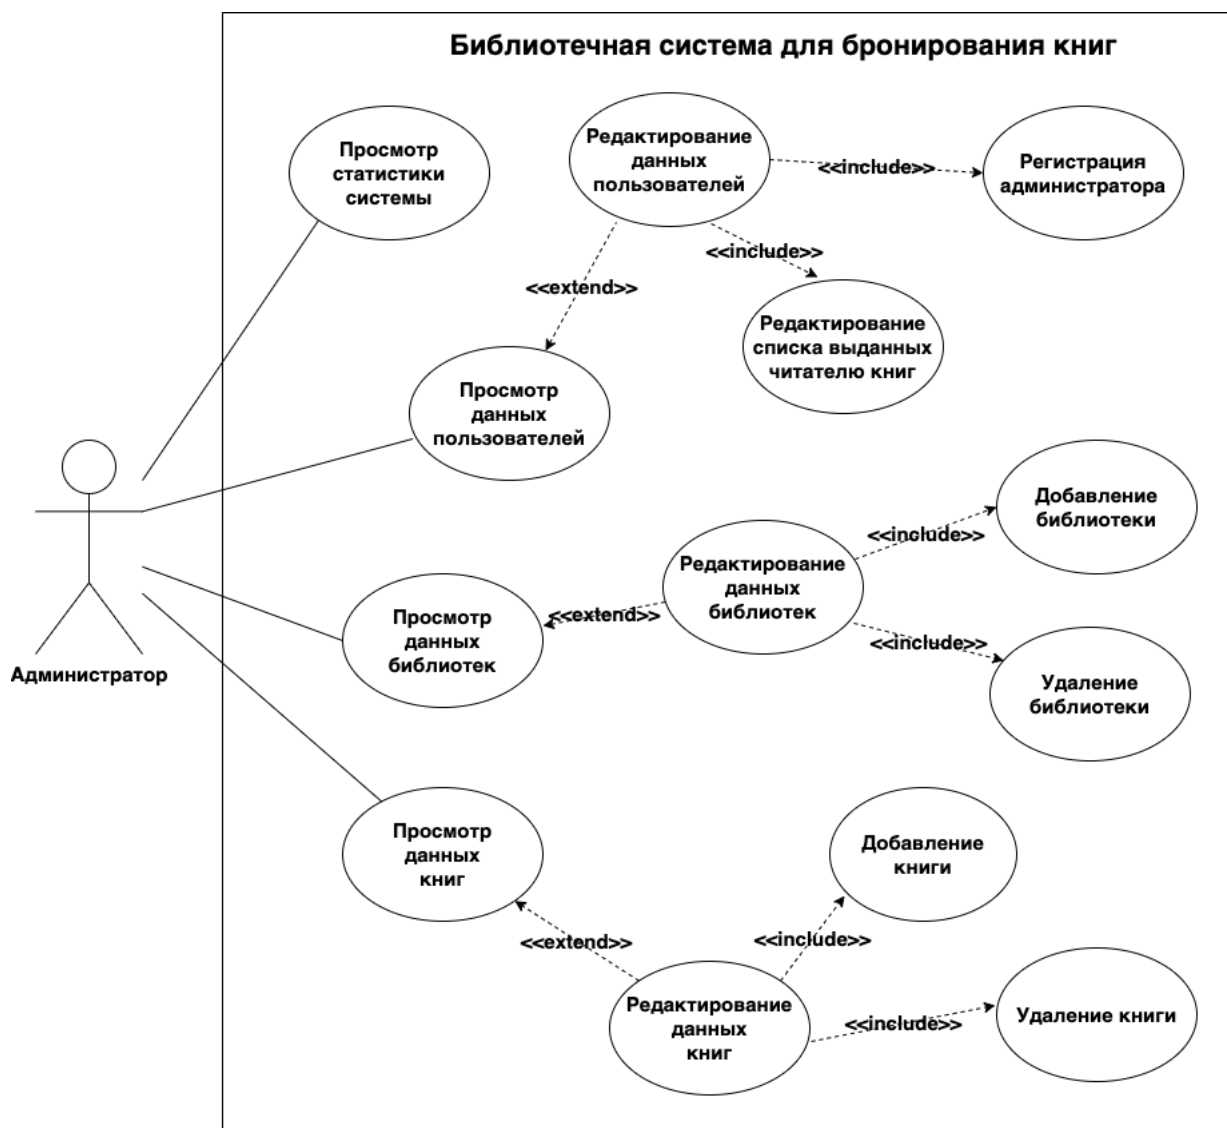 Библиотечная система для бронирования книг
Просмотр
статистики
системы
Редактирование
данных
пользователей
<<include>>
Регистрация
администратора
<<include>>
<<extend>>
Редактирование
списка выданных
читателю книг
Просмотр
данных
пользователей
Администратор
Просмотр
данных
библиотек
<<extend>>
Редактирование
данных
библиотек
<<include>>
Добавление
библиотеки
<<include>>
Удаление
библиотеки
Просмотр
данных
книг
<<extend>>
Редактирование
данных
книг
<<include>>
Добавление
книги
<<include>>
Удаление книги